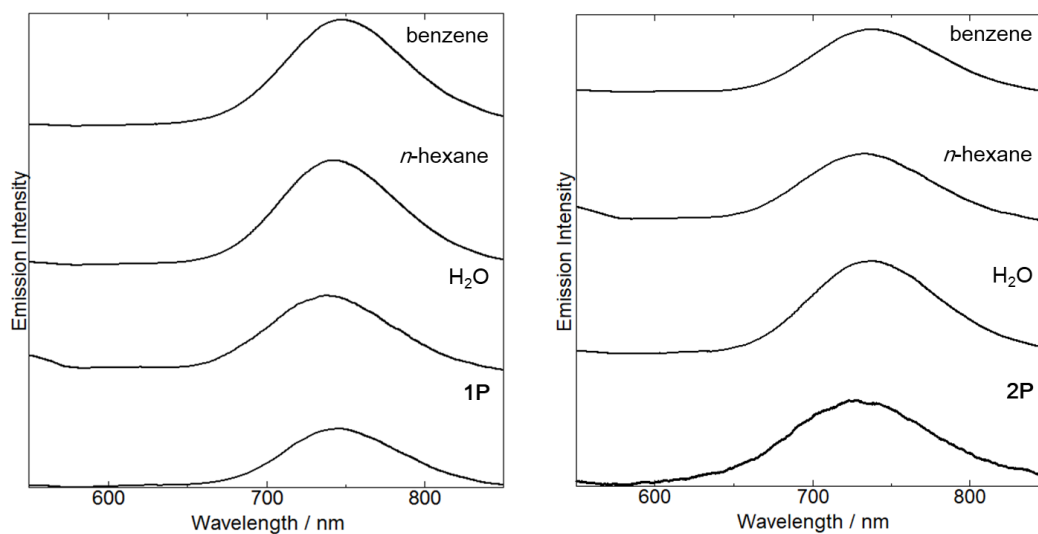 benzene
n-hexane
H₂O
1P
Emission Intensity
600 700 800
Wavelength / nm
benzene
n-hexane
H₂O
2P
Emission Intensity
600 700 800
Wavelength / nm